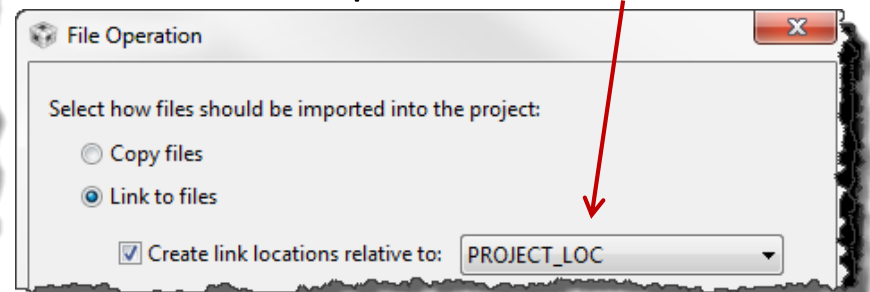 File Operation
Select how files should be imported into the project:
Copy files
Link to files
Create link locations relative to: PROJECT_LOC